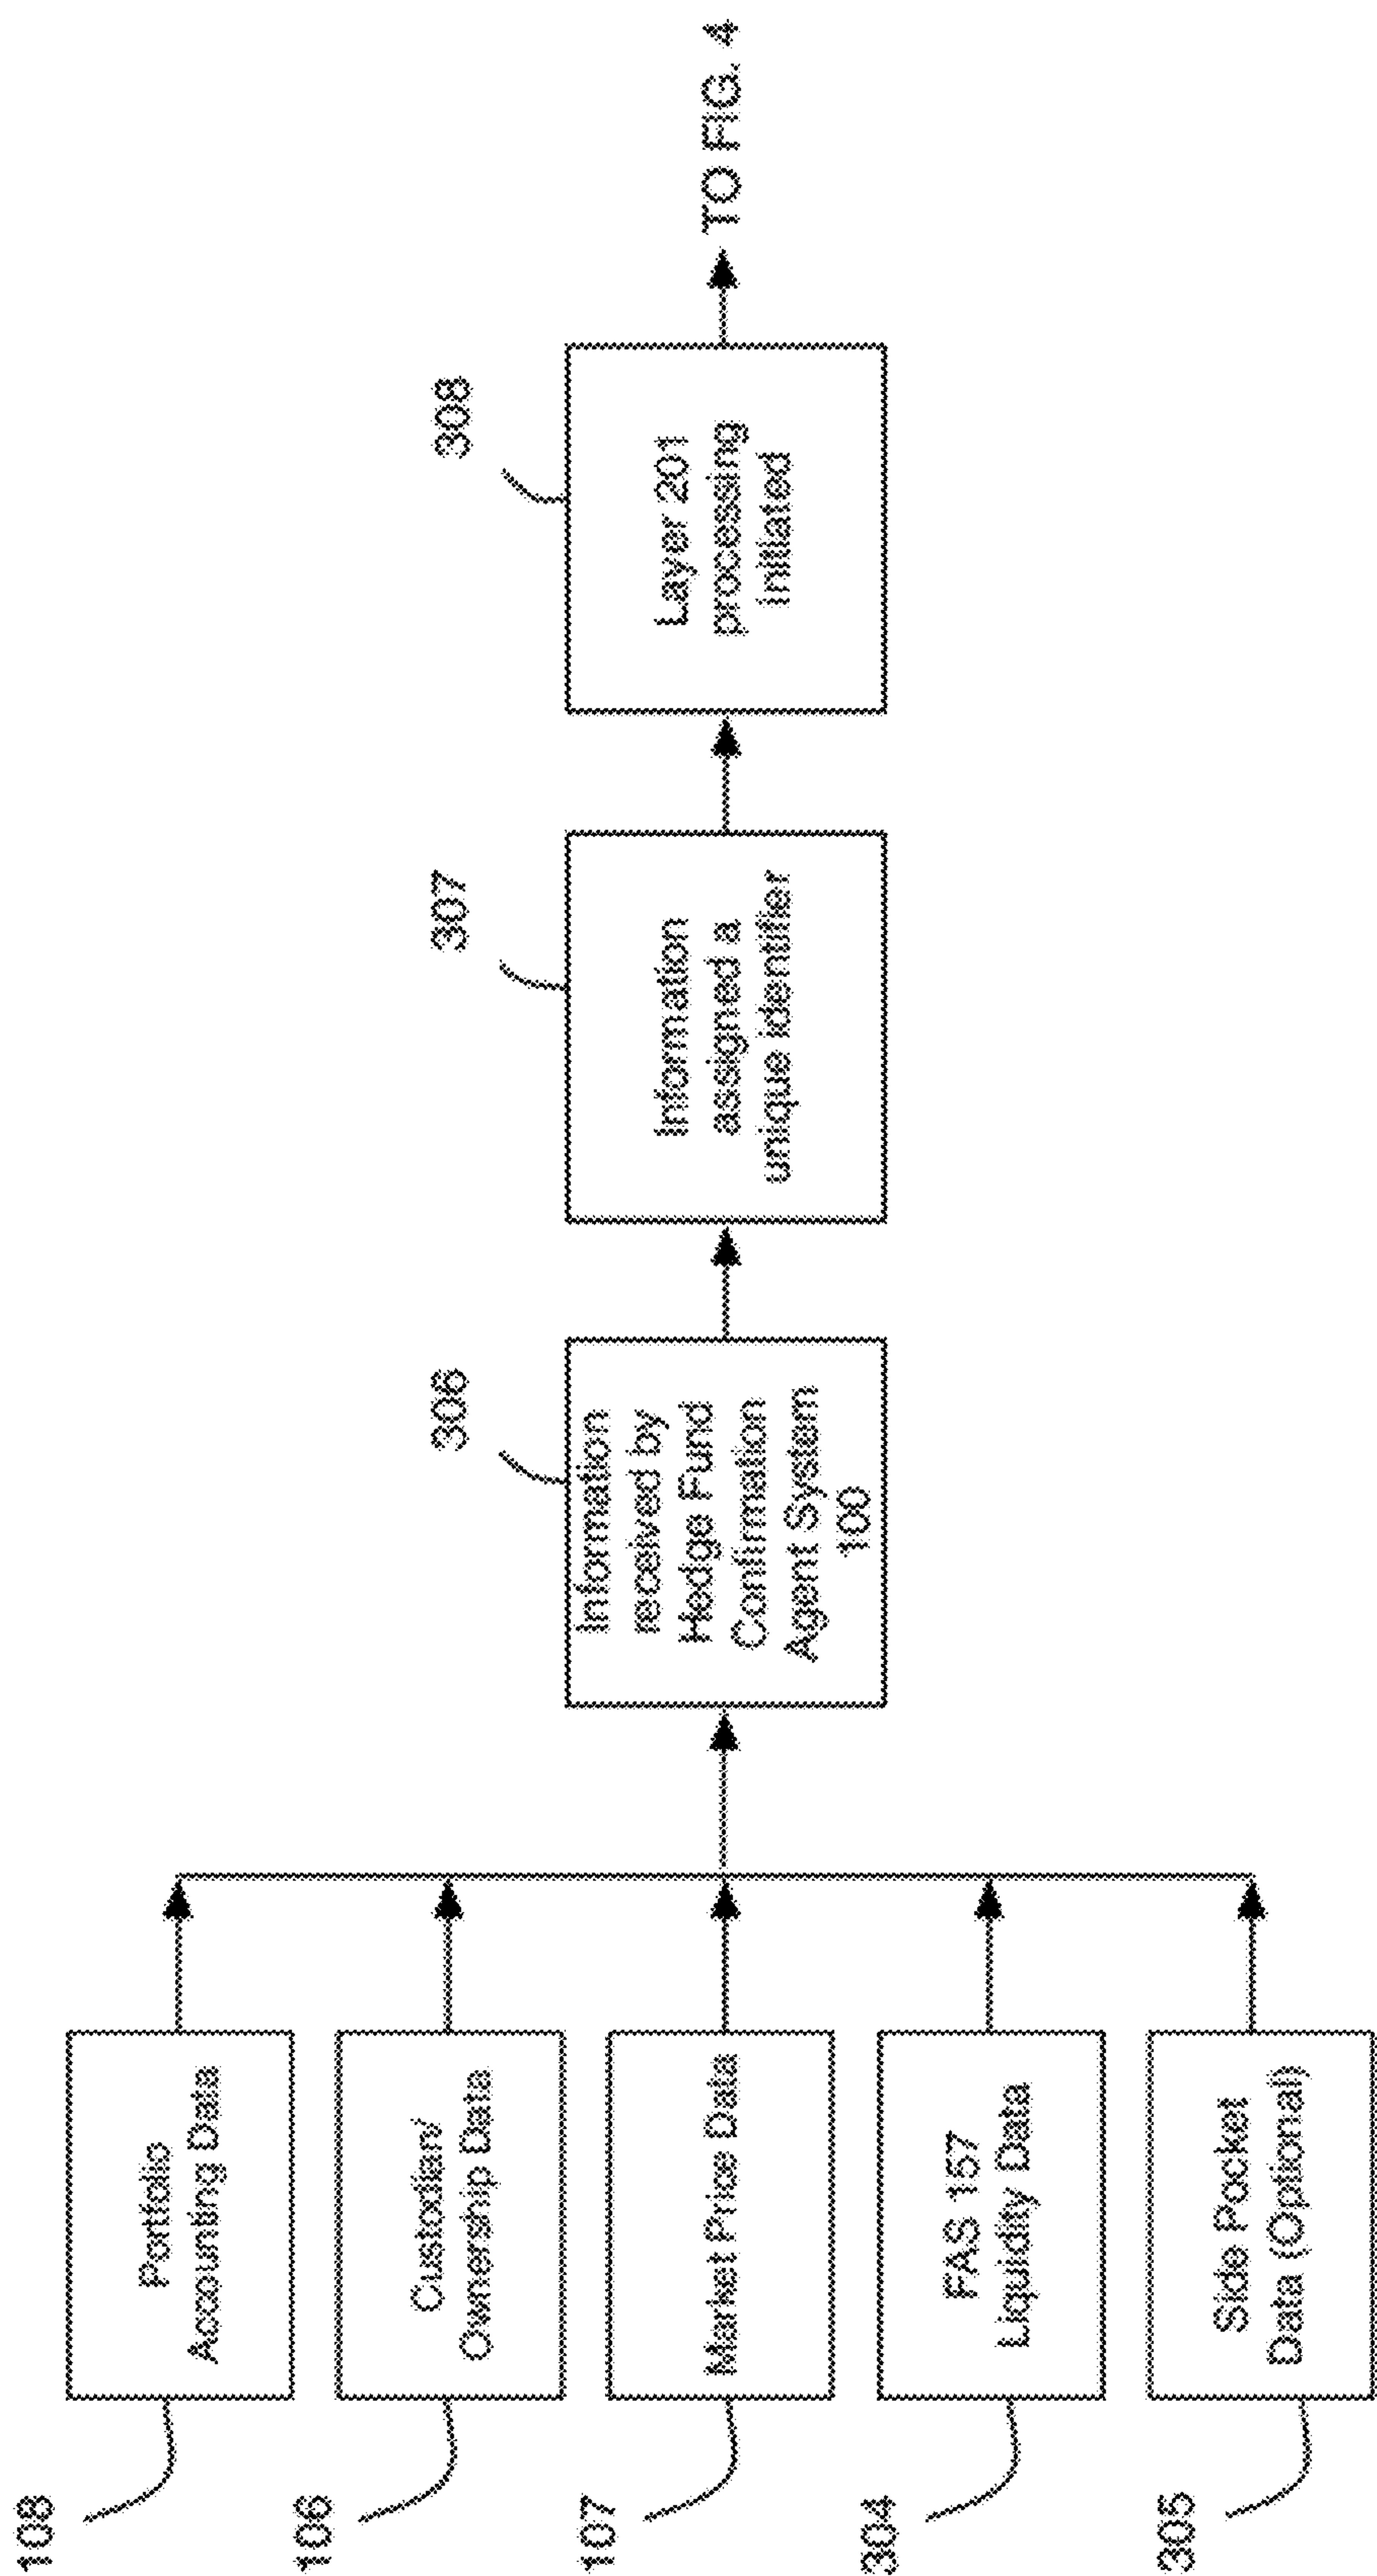 108
Portfolio
Accounting Data
106
Custodian/
Ownership Data
107
Market Price Data
304
FAS 157
Liquidity Data
305
Side Pocket
Data (Optional)
306
Information
received by
Hedge Fund
Confirmation
Agent System
100
307
Information
assigned a
unique identifier
308
Layer 201
processing
initiated
TO FIG. 4